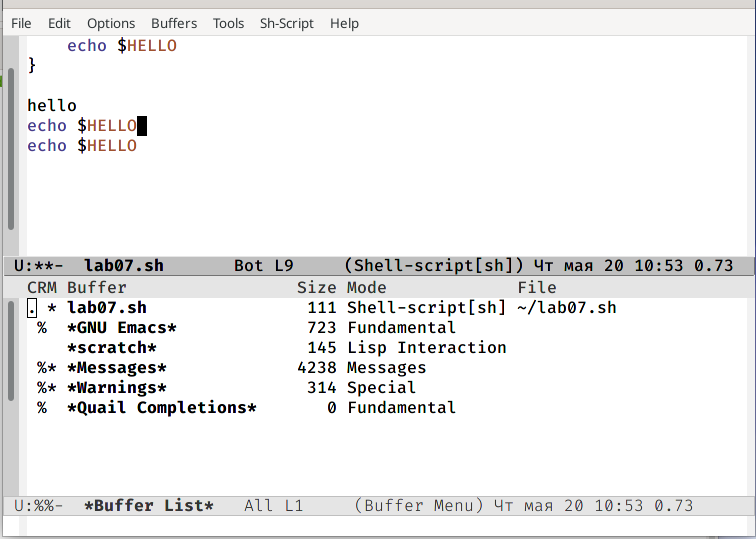 File Edit Options Buffers Tools Sh-Script Help
    echo $HELLO
}
hello
echo $HELLO
echo $HELLO
U:**-  lab07.sh       Bot L9     (Shell-script[sh]) Чт мая 20 10:53 0.73
CRM Buffer                 Size Mode             File
. * lab07.sh                111 Shell-script[sh] ~/lab07.sh
 %  *GNU Emacs*             723 Fundamental
    *scratch*               145 Lisp Interaction
 %* *Messages*             4238 Messages
 %* *Warnings*              314 Special
 %  *Quail Completions*       0 Fundamental
U:%%-  *Buffer List*   All L1     (Buffer Menu) Чт мая 20 10:53 0.73